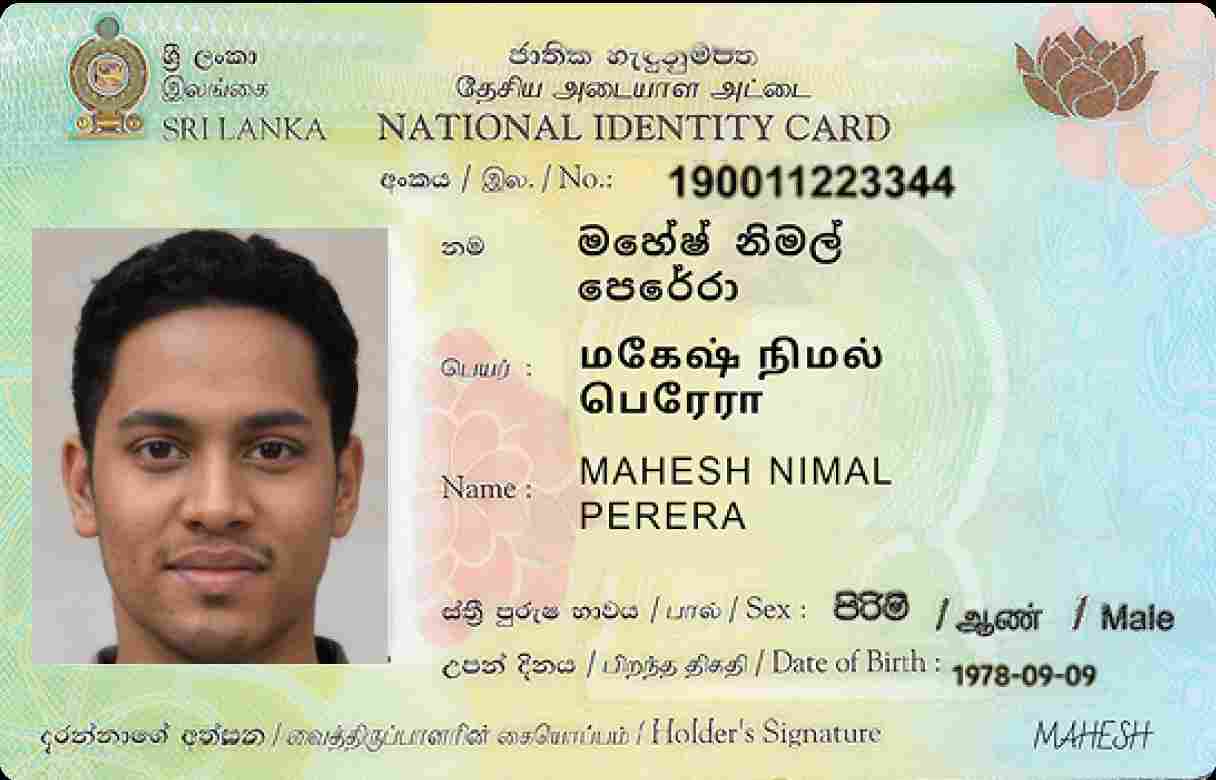 ශ්‍රී ලංකා
இலங்கை
SRI LANKA
ජාතික හැඳුනුම්පත
தேசிய அடையாள அட்டை
NATIONAL IDENTITY CARD
අංකය / இல. / No.: 190011223344
නම මහේෂ් නිමල්
පෙරේරා
பெயர் : மகேஷ் நிமல்
பெரேரா
Name : MAHESH NIMAL
PERERA
ස්ත්‍රී පුරුෂ භාවය / பால் / Sex : පිරිමි / ஆண் / Male
උපන් දිනය / பிறந்த திகதி / Date of Birth : 1978-09-09
දරන්නාගේ අත්සන / வைத்திருப்பாளரின் கையொப்பம் / Holder's Signature MAHESH